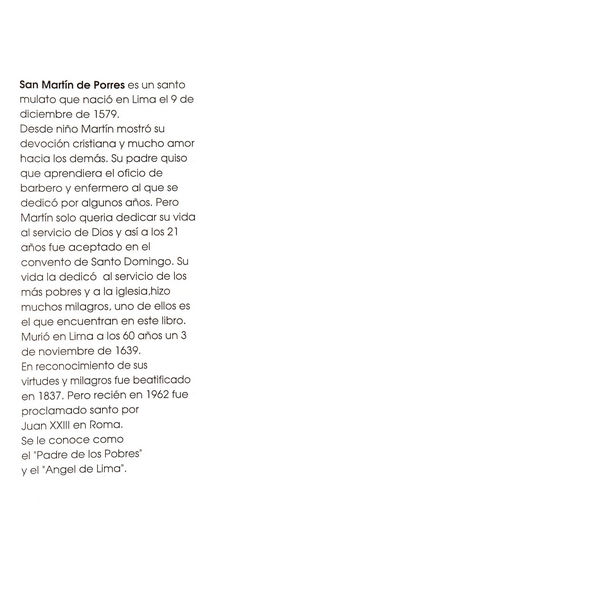 San Martín de Porres es un santo
mulato que nació en Lima el 9 de
diciembre de 1579.
Desde niño Martín mostró su
devoción cristiana y mucho amor
hacia los demás. Su padre quiso
que aprendiera el oficio de
barbero y enfermero al que se
dedicó por algunos años. Pero
Martín solo queria dedicar su vida
al servicio de Dios y así a los 21
años fue aceptado en el
convento de Santo Domingo. Su
vida la dedicó  al servicio de los
más pobres y a la iglesia,hizo
muchos milagros, uno de ellos es
el que encuentran en este libro.
Murió en Lima a los 60 años un 3
de noviembre de 1639.
En reconocimiento de sus
virtudes y milagros fue beatificado
en 1837. Pero recién en 1962 fue
proclamado santo por
Juan XXIII en Roma.
Se le conoce como
el "Padre de los Pobres"
y el "Angel de Lima".